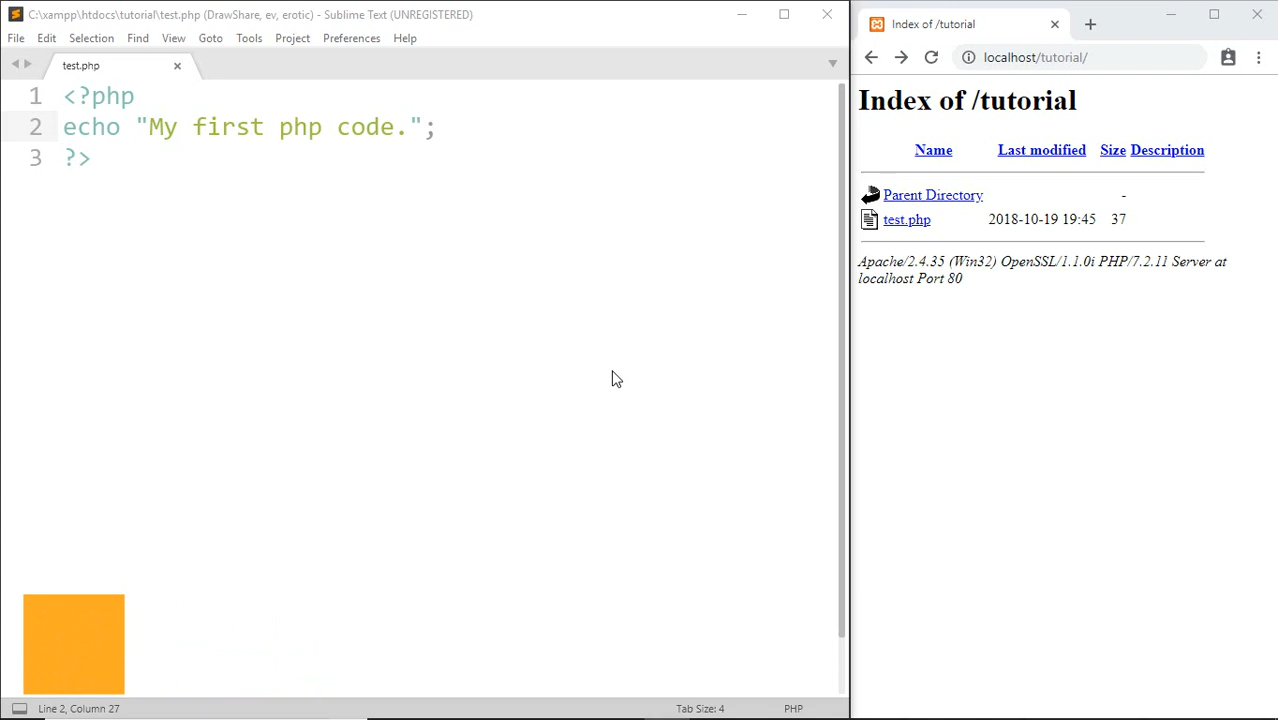 C:\xampp\htdocs\tutorial\test.php (DrawShare, ev, erotic) - Sublime Text (UNREGISTERED)
File Edit Selection Find View Goto Tools Project Preferences Help
test.php
1 <?php
2 echo "My first php code.";
3 ?>
Line 2, Column 27
Tab Size: 4
PHP
Index of /tutorial
localhost/tutorial/
Index of /tutorial
Name Last modified Size Description
Parent Directory -
test.php 2018-10-19 19:45 37
Apache/2.4.35 (Win32) OpenSSL/1.1.0i PHP/7.2.11 Server at
localhost Port 80